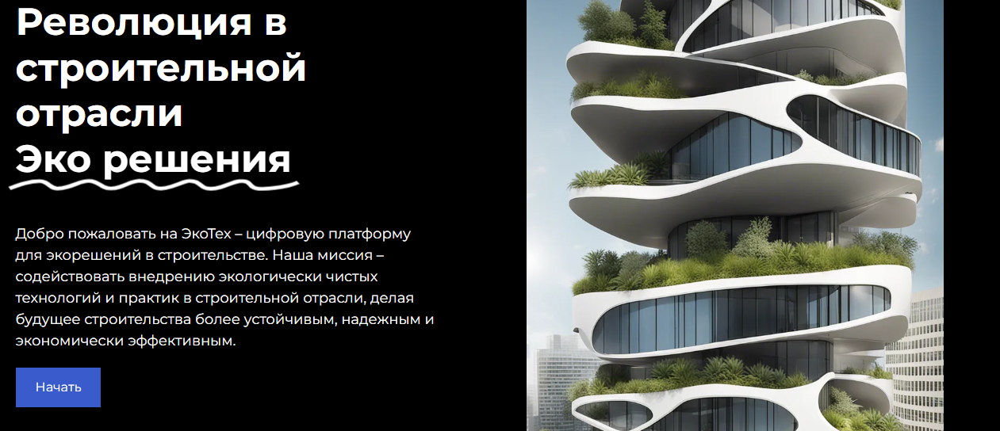 Революция в
строительной
отрасли
Эко решения
Добро пожаловать на ЭкоТех – цифровую платформу
для экорешений в строительстве. Наша миссия –
содействовать внедрению экологически чистых
технологий и практик в строительной отрасли, делая
будущее строительства более устойчивым, надежным и
экономически эффективным.
Начать